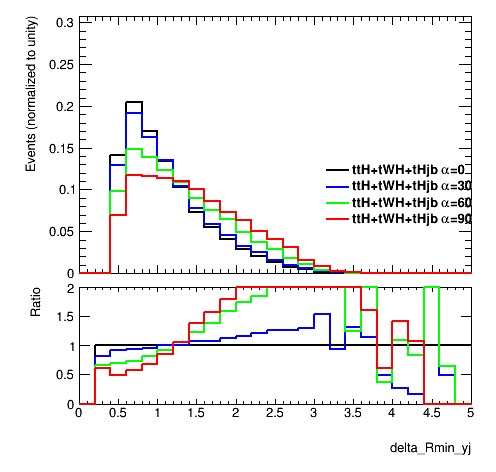 Events (normalized to unity)
0.3
0.25
0.2
0.15
0.1
0.05
0
ttH+tWH+tHjb α=0
ttH+tWH+tHjb α=30
ttH+tWH+tHjb α=60
ttH+tWH+tHjb α=90
Ratio
2
1.5
1
0.5
0
0 0.5 1 1.5 2 2.5 3 3.5 4 4.5 5
delta_Rmin_yj